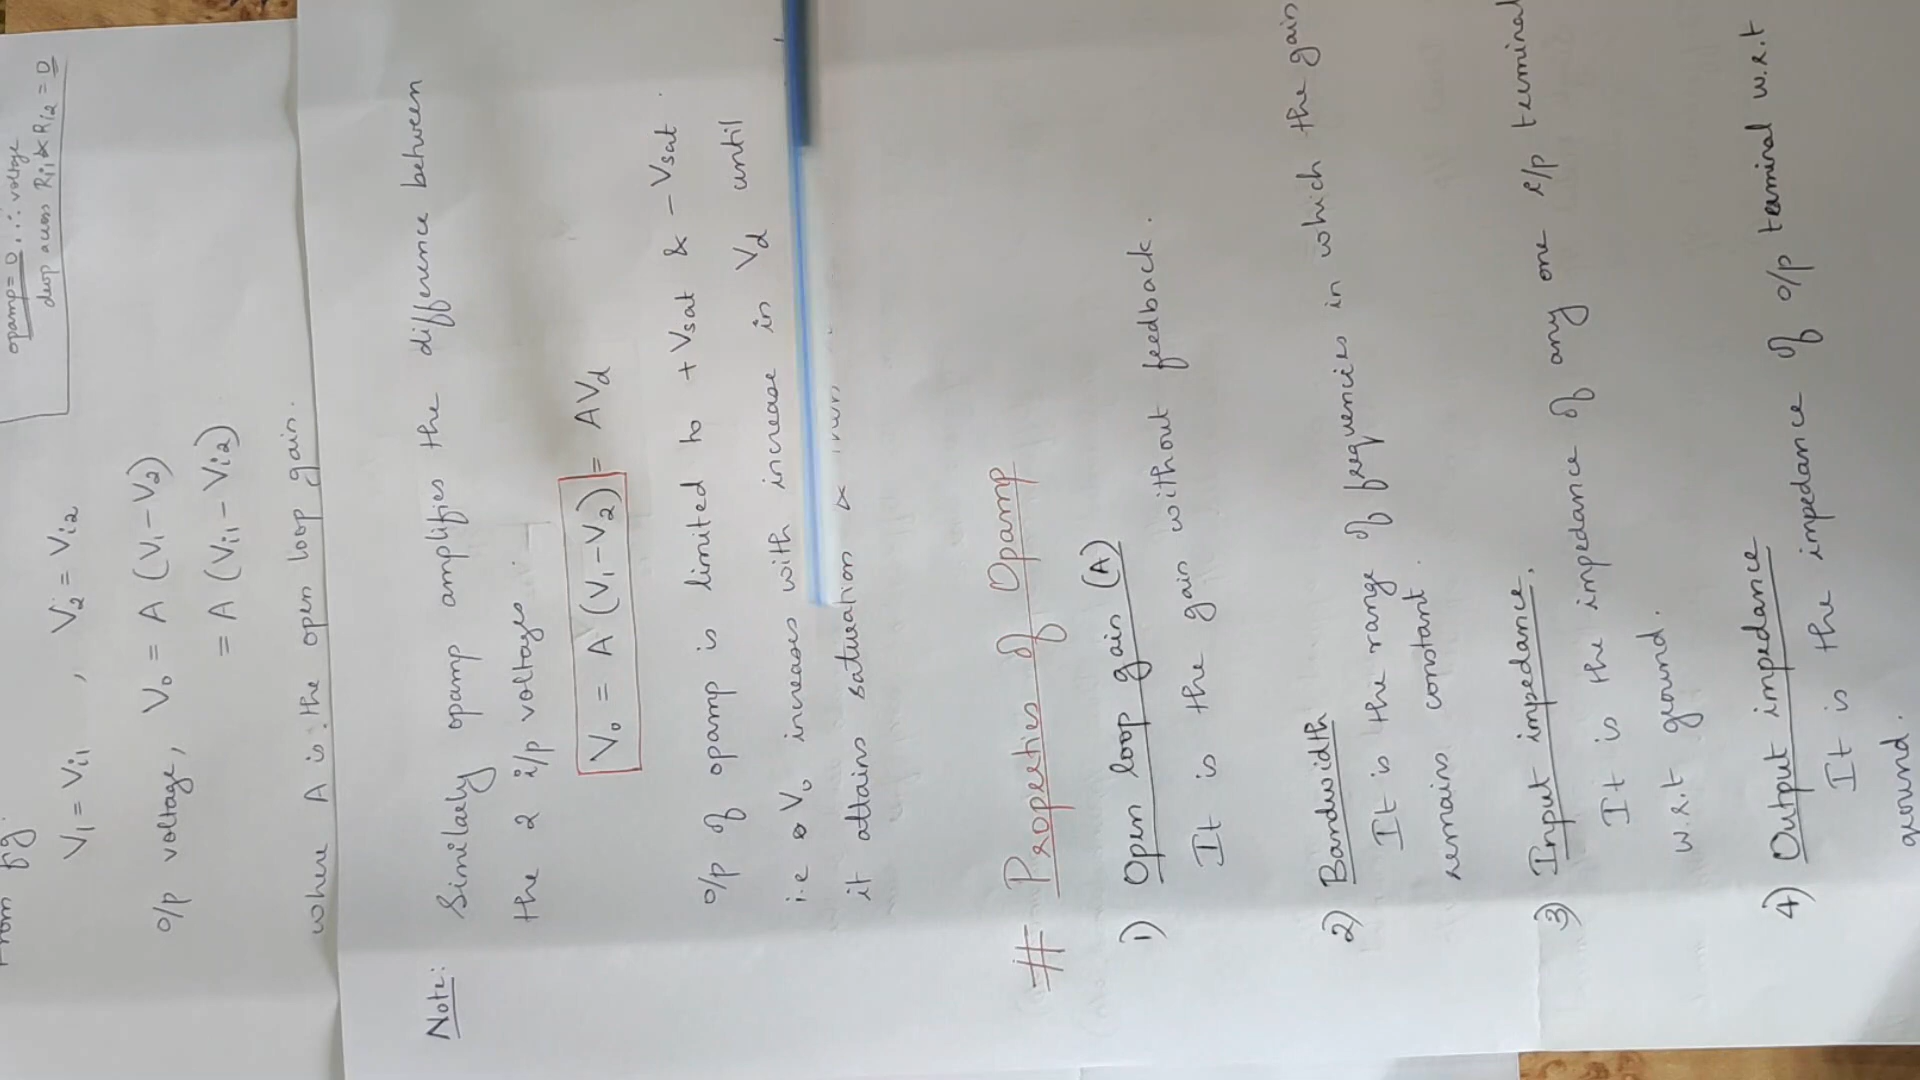 opamp = 0 ∴ voltage
drop across Ri1 & Ri2 = 0
From fig.
V1 = Vi1 , V2 = Vi2
o/p voltage, Vo = A (V1 - V2)
= A (Vi1 - Vi2)
where A is the open loop gain.
Note: Similarly opamp amplifies the difference between
the 2 i/p voltages.
Vo = A (V1 - V2) = AVd
o/p of opamp is limited to + Vsat & - Vsat.
i.e Vo increases with increase in Vd until
it attains saturation &
# Properties of Opamp
1) Open loop gain (A)
It is the gain without feedback.
2) Bandwidth
It is the range of frequencies in which the gain
remains constant.
3) Input impedance.
It is the impedance of any one i/p terminal
w.r.t ground.
4) Output impedance
It is the impedance of o/p terminal w.r.t
ground.